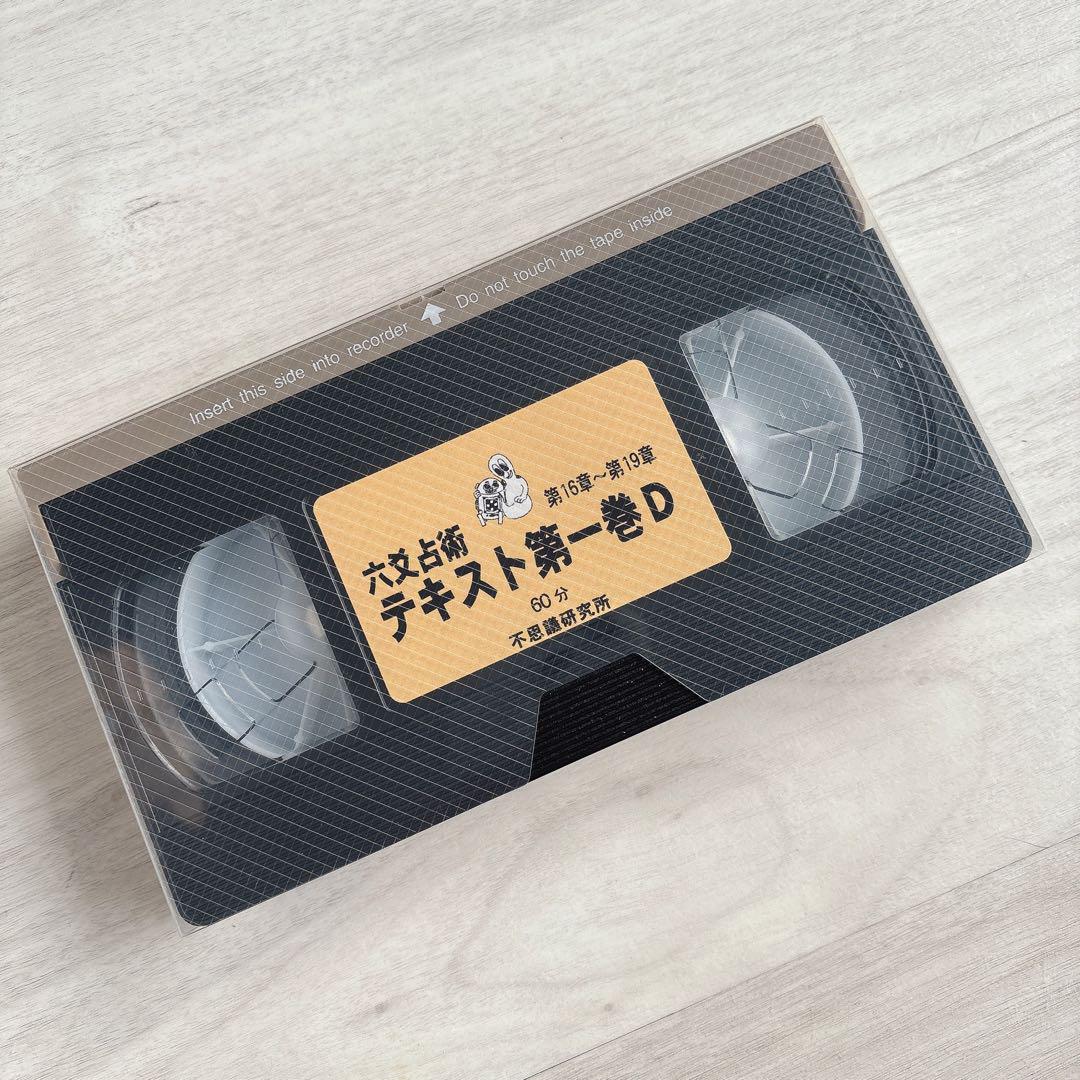 Insert this side into recorder
Do not touch the tape inside
第16章～第19章
六爻占術
テキスト第一巻D
60分
不思議研究所